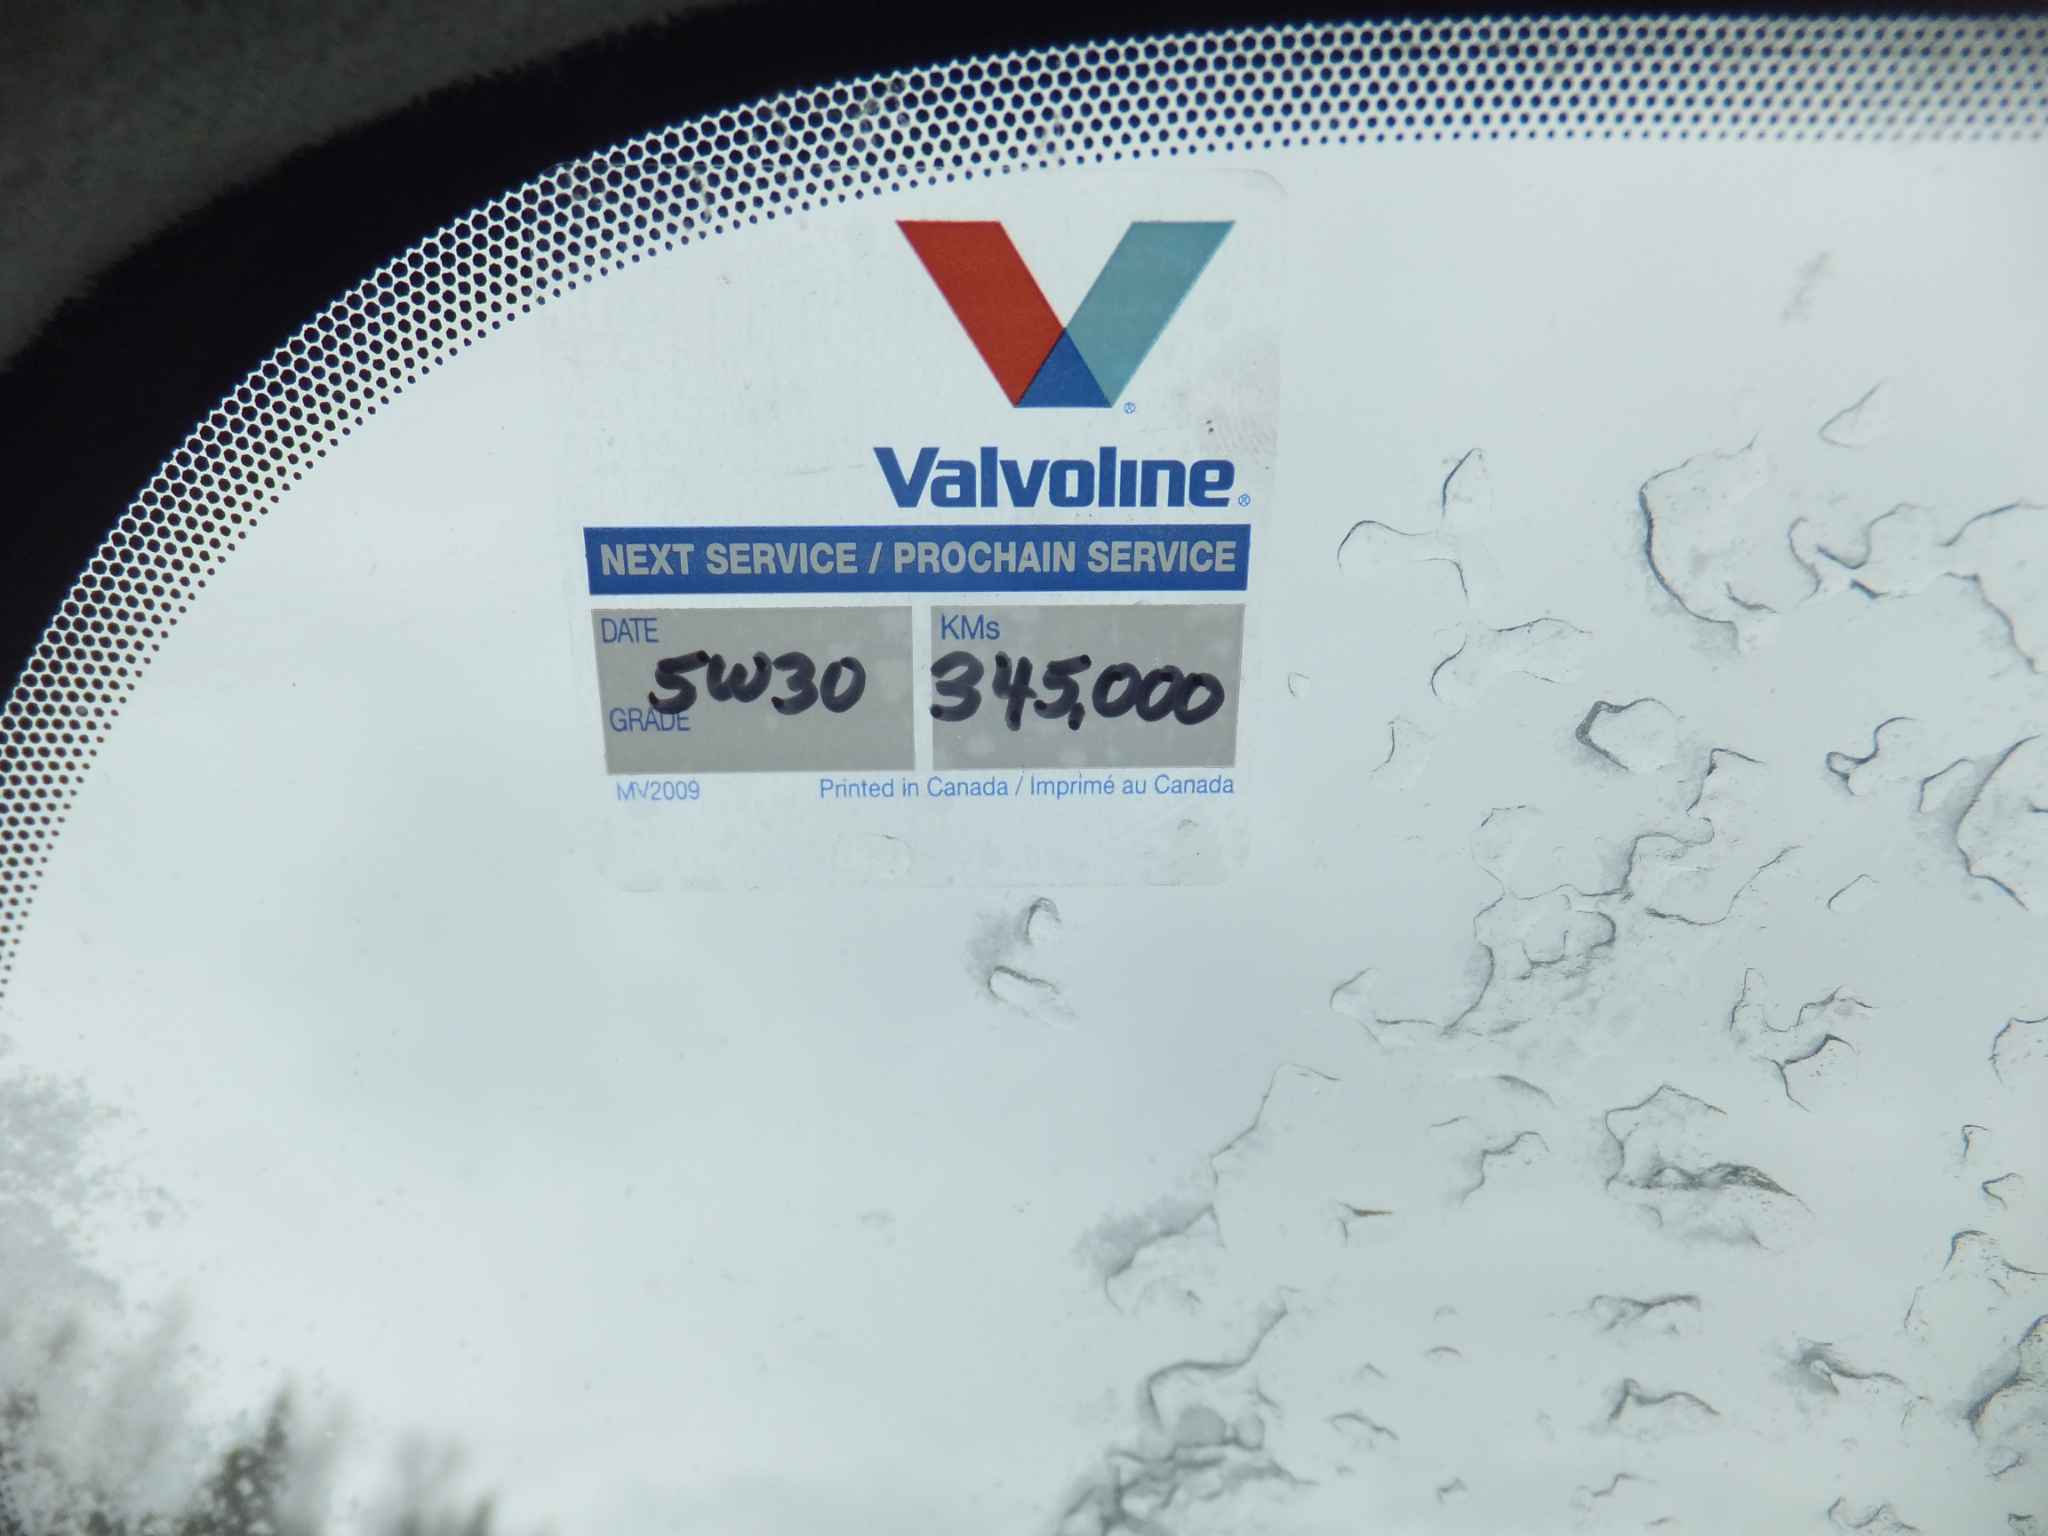 Valvoline®
NEXT SERVICE / PROCHAIN SERVICE
DATE
5W30
GRADE
KMs
345,000
MV2009
Printed in Canada / Imprimé au Canada